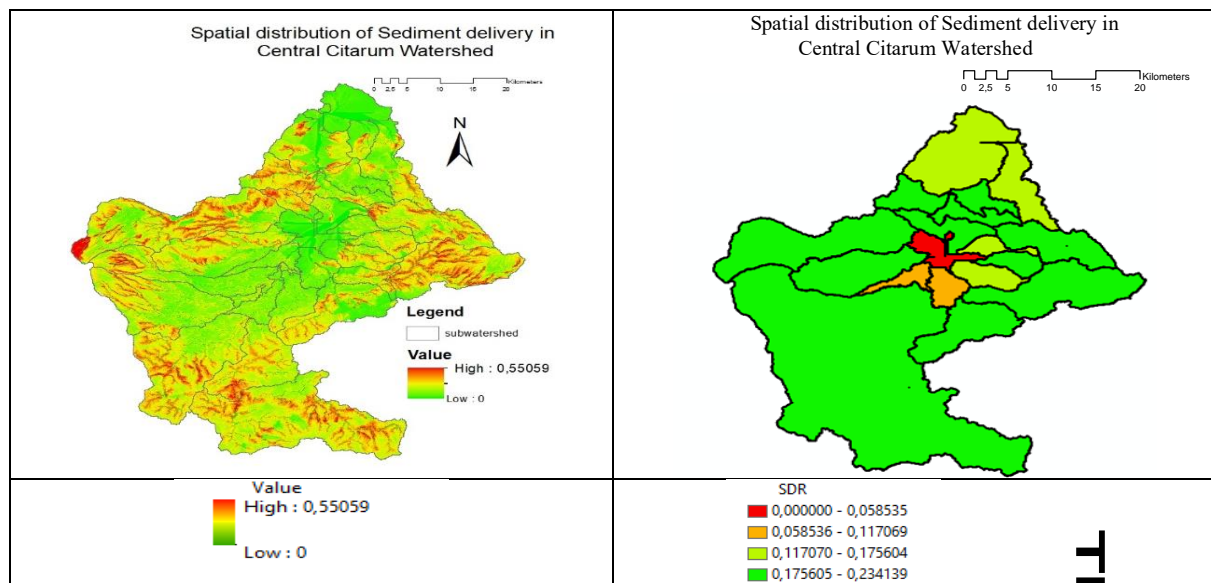 Spatial distribution of Sediment delivery in
Central Citarum Watershed
Kilometers
0 2,5 5 10 15 20
N
Legend
subwatershed
Value
High : 0,55059
Low : 0
Spatial distribution of Sediment delivery in
Central Citarum Watershed
Kilometers
0 2,5 5 10 15 20
Value
High : 0,55059
Low : 0
SDR
0,000000 - 0,058535
0,058536 - 0,117069
0,117070 - 0,175604
0,175605 - 0,234139